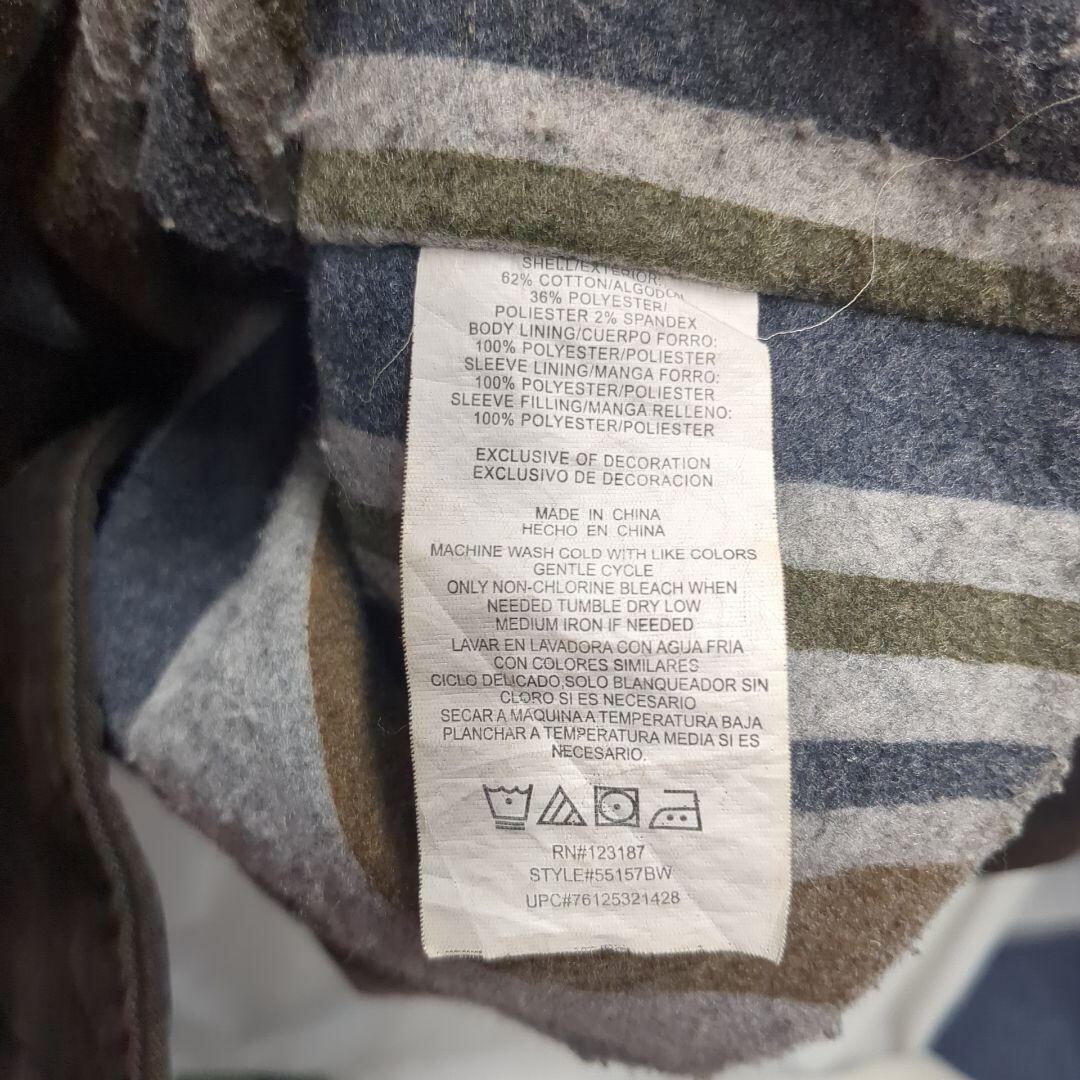 SHELL/EXTERIOR:
62% COTTON/ALGODON
36% POLYESTER/
POLIESTER 2% SPANDEX
BODY LINING/CUERPO FORRO:
100% POLYESTER/POLIESTER
SLEEVE LINING/MANGA FORRO:
100% POLYESTER/POLIESTER
SLEEVE FILLING/MANGA RELLENO:
100% POLYESTER/POLIESTER
EXCLUSIVE OF DECORATION
EXCLUSIVO DE DECORACION
MADE IN CHINA
HECHO EN CHINA
MACHINE WASH COLD WITH LIKE COLORS
GENTLE CYCLE
ONLY NON-CHLORINE BLEACH WHEN
NEEDED TUMBLE DRY LOW
MEDIUM IRON IF NEEDED
LAVAR EN LAVADORA CON AGUA FRIA
CON COLORES SIMILARES
CICLO DELICADO,SOLO BLANQUEADOR SIN
CLORO SI ES NECESARIO
SECAR A MAQUINA A TEMPERATURA BAJA
PLANCHAR A TEMPERATURA MEDIA SI ES
NECESARIO.
RN#123187
STYLE#55157BW
UPC#76125321428